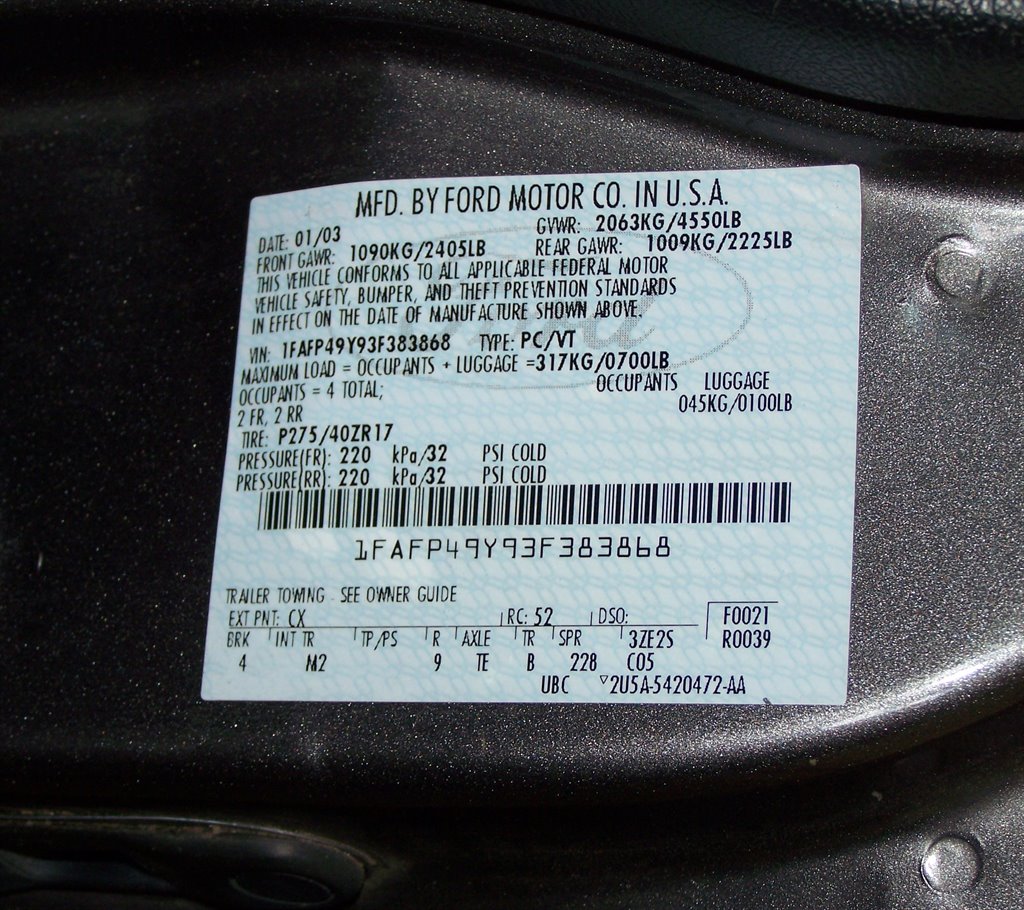 MFD. BY FORD MOTOR CO. IN U.S.A.
DATE: 01/03 GVWR: 2063KG/4550LB
FRONT GAWR: 1090KG/2405LB REAR GAWR: 1009KG/2225LB
THIS VEHICLE CONFORMS TO ALL APPLICABLE FEDERAL MOTOR
VEHICLE SAFETY, BUMPER, AND THEFT PREVENTION STANDARDS
IN EFFECT ON THE DATE OF MANUFACTURE SHOWN ABOVE.
VIN: 1FAFP49Y93F383868 TYPE: PC/VT
MAXIMUM LOAD = OCCUPANTS + LUGGAGE =317KG/0700LB
OCCUPANTS = 4 TOTAL; OCCUPANTS LUGGAGE
2 FR, 2 RR 045KG/0100LB
TIRE: P275/40ZR17
PRESSURE(FR): 220 kPa/32 PSI COLD
PRESSURE(RR): 220 kPa/32 PSI COLD
1FAFP49Y93F383868
TRAILER TOWING - SEE OWNER GUIDE
EXT PNT: CX RC: 52 DSO: F0021
BRK INT TR TP/PS R AXLE TR SPR 3ZE2S R0039
4 M2 9 TE B 228 C05
UBC ▽2U5A-5420472-AA